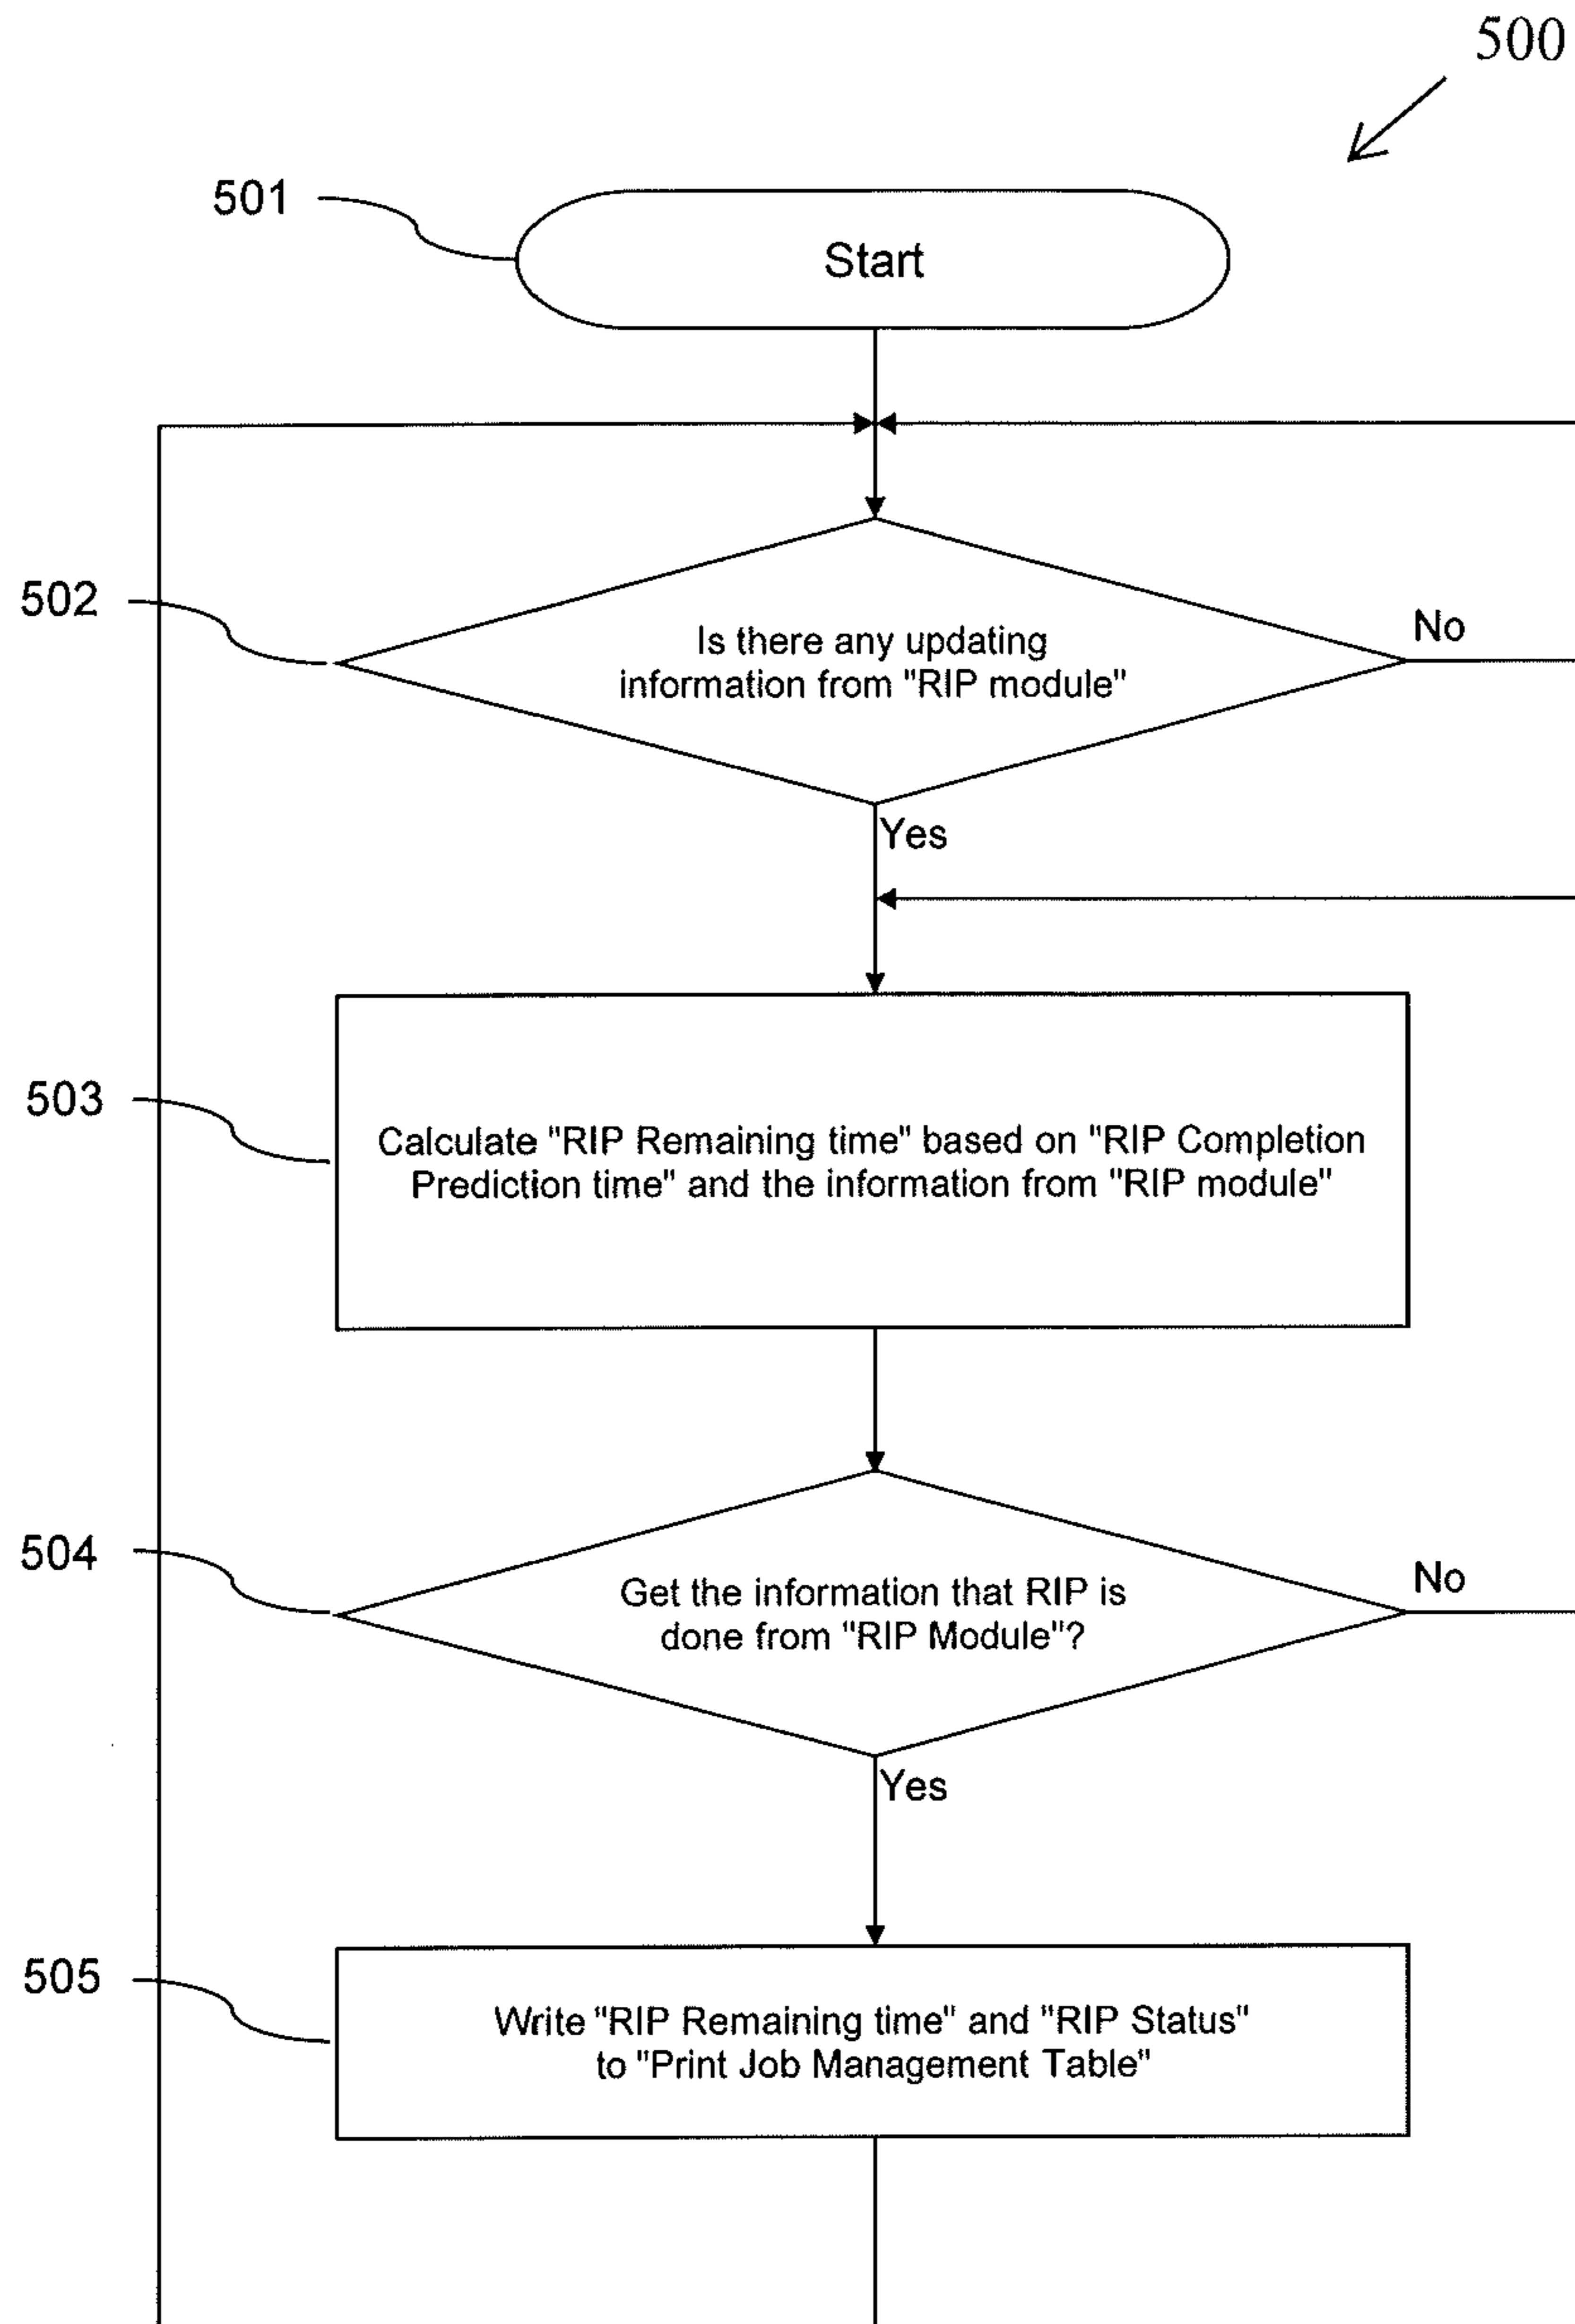 500
501
Start
502
Is there any updating
information from "RIP module"
No
Yes
503
Calculate "RIP Remaining time" based on "RIP Completion
Prediction time" and the information from "RIP module"
504
Get the information that RIP is
done from "RIP Module"?
No
Yes
505
Write "RIP Remaining time" and "RIP Status"
to "Print Job Management Table"